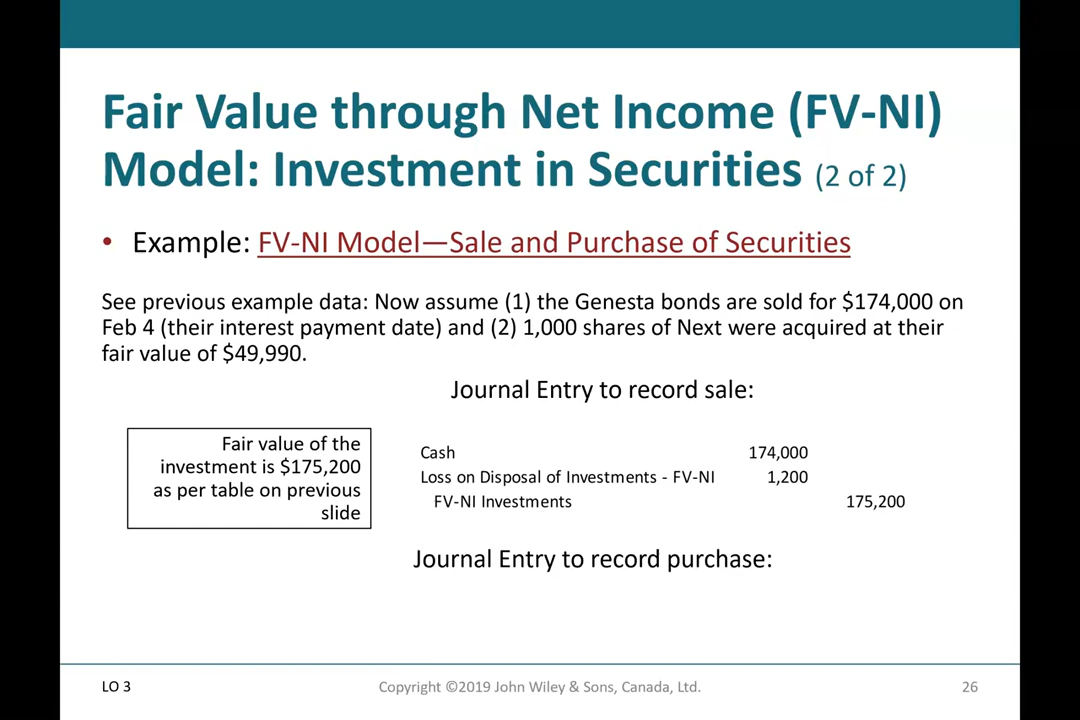 Fair Value through Net Income (FV-NI)
Model: Investment in Securities (2 of 2)
• Example: FV-NI Model—Sale and Purchase of Securities
See previous example data: Now assume (1) the Genesta bonds are sold for $174,000 on
Feb 4 (their interest payment date) and (2) 1,000 shares of Next were acquired at their
fair value of $49,990.
Journal Entry to record sale:
Fair value of the
investment is $175,200
as per table on previous
slide
Cash 174,000
Loss on Disposal of Investments - FV-NI 1,200
FV-NI Investments 175,200
Journal Entry to record purchase:
LO 3 Copyright ©2019 John Wiley & Sons, Canada, Ltd. 26